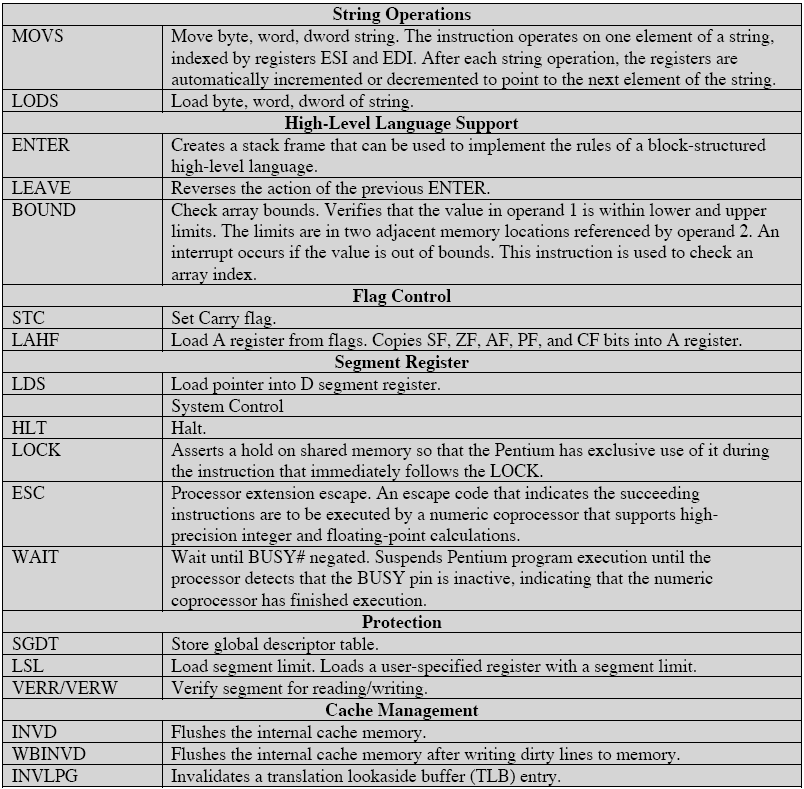 String Operations
MOVS Move byte, word, dword string. The instruction operates on one element of a string,
indexed by registers ESI and EDI. After each string operation, the registers are
automatically incremented or decremented to point to the next element of the string.
LODS Load byte, word, dword of string.
High-Level Language Support
ENTER Creates a stack frame that can be used to implement the rules of a block-structured
high-level language.
LEAVE Reverses the action of the previous ENTER.
BOUND Check array bounds. Verifies that the value in operand 1 is within lower and upper
limits. The limits are in two adjacent memory locations referenced by operand 2. An
interrupt occurs if the value is out of bounds. This instruction is used to check an
array index.
Flag Control
STC Set Carry flag.
LAHF Load A register from flags. Copies SF, ZF, AF, PF, and CF bits into A register.
Segment Register
LDS Load pointer into D segment register.
System Control
HLT Halt.
LOCK Asserts a hold on shared memory so that the Pentium has exclusive use of it during
the instruction that immediately follows the LOCK.
ESC Processor extension escape. An escape code that indicates the succeeding
instructions are to be executed by a numeric coprocessor that supports high-
precision integer and floating-point calculations.
WAIT Wait until BUSY# negated. Suspends Pentium program execution until the
processor detects that the BUSY pin is inactive, indicating that the numeric
coprocessor has finished execution.
Protection
SGDT Store global descriptor table.
LSL Load segment limit. Loads a user-specified register with a segment limit.
VERR/VERW Verify segment for reading/writing.
Cache Management
INVD Flushes the internal cache memory.
WBINVD Flushes the internal cache memory after writing dirty lines to memory.
INVLPG Invalidates a translation lookaside buffer (TLB) entry.